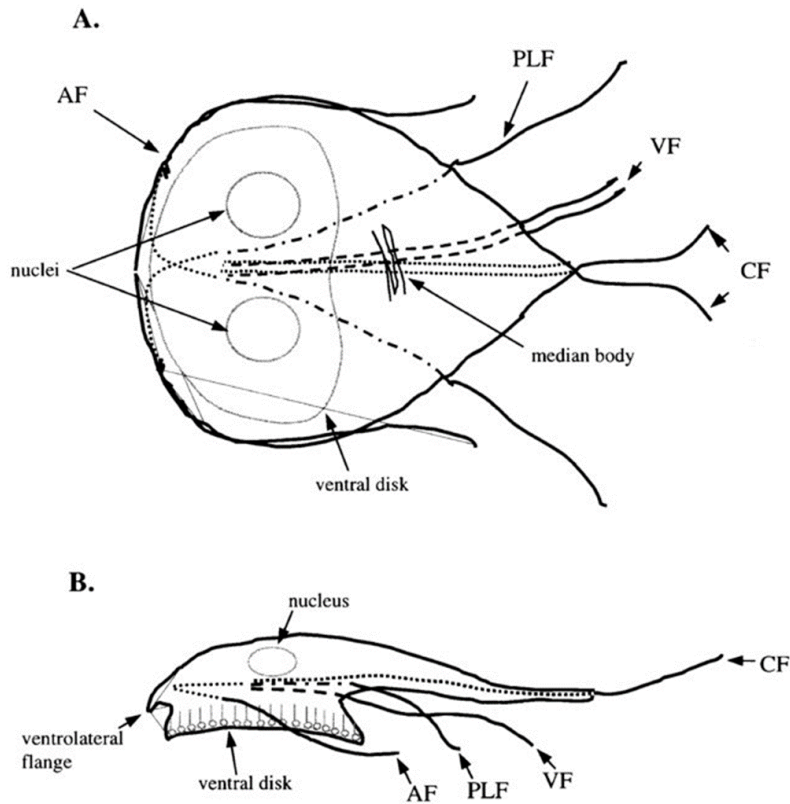 A.
PLF
AF
VF
nuclei
CF
median body
ventral disk
B.
nucleus
CF
ventrolateral
flange
ventral disk
AF
PLF
VF